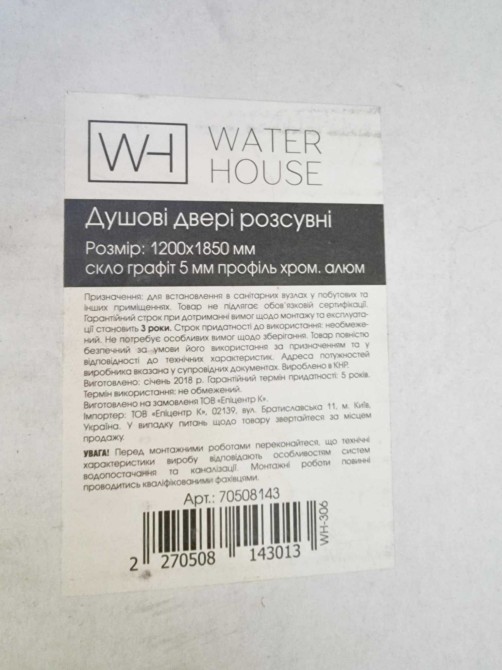 WH WATER
HOUSE
Душові двері розсувні
Розмір: 1200х1850 мм
скло графіт 5 мм профіль хром. алюм
Призначення: для встановлення в санітарних вузлах у побутових та
інших приміщеннях. Товар не підлягає обов'язковій сертифікації.
Гарантійний строк при дотриманні вимог щодо монтажу та експлуата-
ції становить 3 роки. Строк придатності до використання: необмеже-
ний. Не потребує особливих вимог щодо зберігання. Товар повністю
безпечний за умови його використання за призначенням та у
відповідності до технічних характеристик. Адреса потужностей
виробника вказана у супровідних документах. Вироблено в КНР.
Виготовлено: січень 2018 р. Гарантійний термін придатності: 5 років.
Термін використання: не обмежений.
Виготовлено на замовленя ТОВ «Епіцентр К».
Імпортер: ТОВ «Епіцентр К», 02139, вул. Братиславська 11, м. Київ,
Україна. У випадку питань щодо товару звертайтеся за місцем
продажу.
УВАГА! Перед монтажними роботами переконайтеся, що технічні
характеристики виробу відповідають особливостям систем
водопостачання та каналізації. Монтажні роботи повинні
проводитись кваліфікованими фахівцями.
Арт.: 70508143
2 270508 143013
WH-306